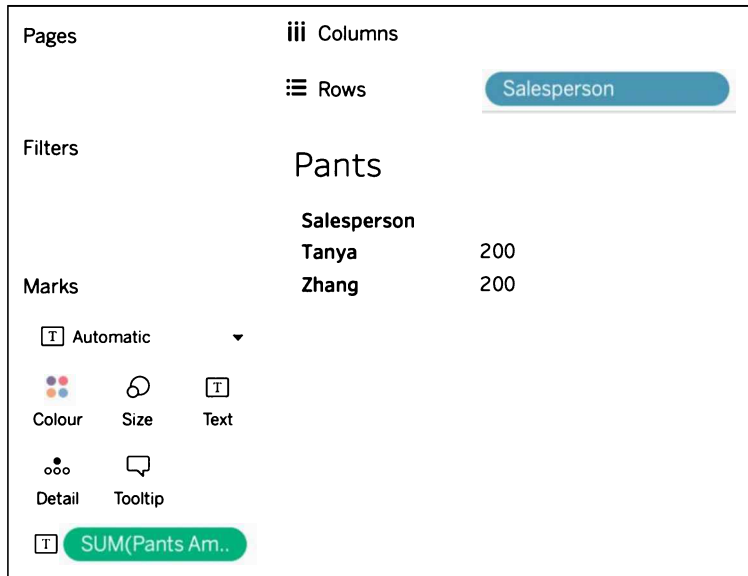 Pages
Columns
Rows Salesperson
Filters
Pants
Salesperson
Tanya 200
Zhang 200
Marks
T Automatic
T
Colour Size Text
Detail Tooltip
T SUM(Pants Am..